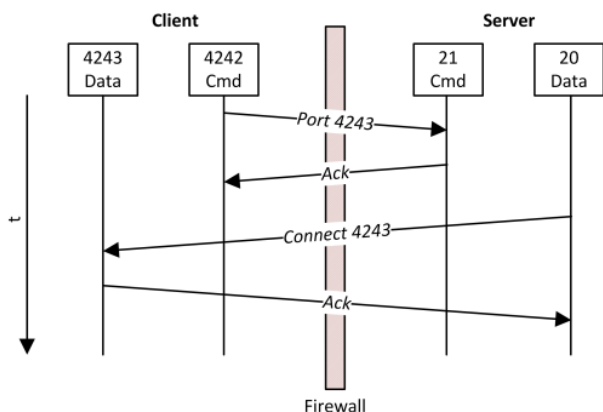 Client
Server
4243
Data
4242
Cmd
21
Cmd
20
Data
Port 4243
Ack
Connect 4243
Ack
t
Firewall